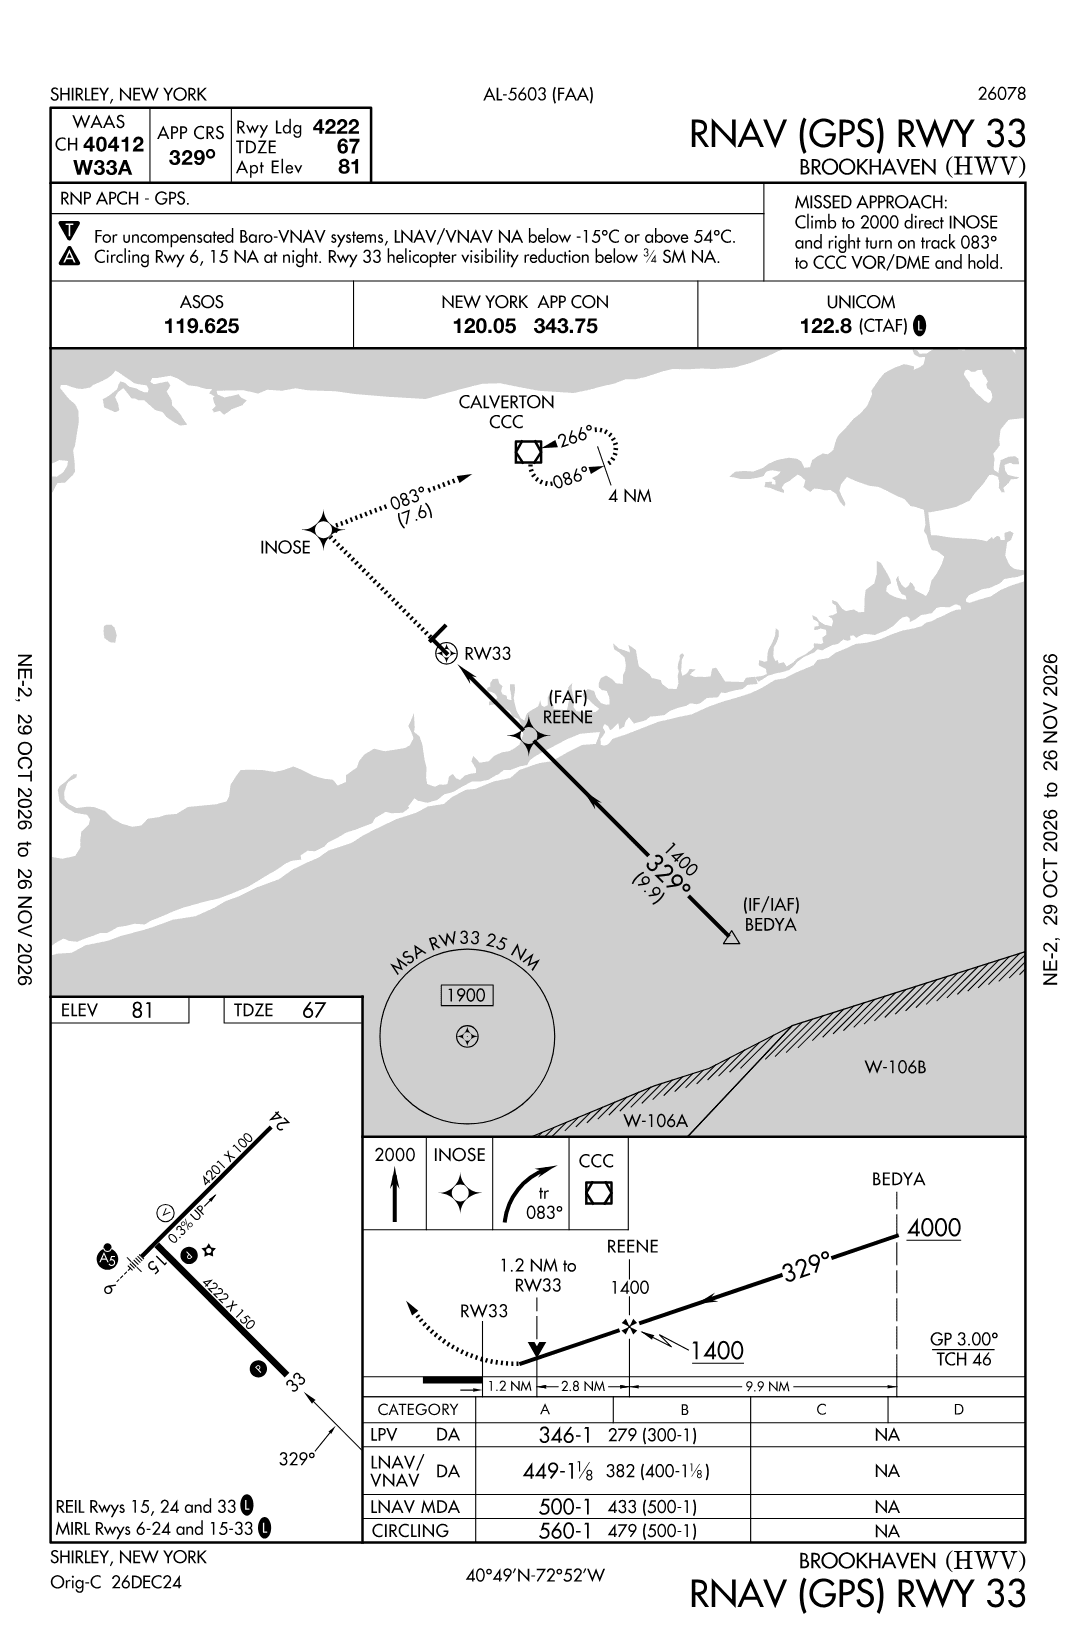 SHIRLEY, NEW YORK
AL-5603 (FAA)
26078
WAAS
CH 40412
W33A
APP CRS
329°
Rwy Ldg 4222
TDZE 67
Apt Elev 81
RNAV (GPS) RWY 33
BROOKHAVEN (HWV)
RNP APCH - GPS.
T
For uncompensated Baro-VNAV systems, LNAV/VNAV NA below -15°C or above 54°C.
A
Circling Rwy 6, 15 NA at night. Rwy 33 helicopter visibility reduction below ¾ SM NA.
MISSED APPROACH:
Climb to 2000 direct INOSE
and right turn on track 083°
to CCC VOR/DME and hold.
ASOS
119.625
NEW YORK APP CON
120.05 343.75
UNICOM
122.8 (CTAF) L
CALVERTON
CCC
266°
086°
4 NM
083°
(7.6)
INOSE
RW33
(FAF)
REENE
1400
329°
(9.9)
(IF/IAF)
BEDYA
MSA RW33 25 NM
1900
W-106B
W-106A
NE-2, 29 OCT 2026 to 26 NOV 2026
NE-2, 29 OCT 2026 to 26 NOV 2026
ELEV 81
TDZE 67
24
4201 X 100
V
0.3% UP
A5
P
15
6
4222 X 150
P
33
329°
REIL Rwys 15, 24 and 33 L
MIRL Rwys 6-24 and 15-33 L
2000
INOSE
tr
083°
CCC
BEDYA
4000
REENE
1400
329°
1.2 NM to
RW33
RW33
1400
GP 3.00°
TCH 46
1.2 NM
2.8 NM
9.9 NM
CATEGORY A B C D
LPV DA 346-1 279 (300-1) NA
LNAV/
VNAV DA 449-1⅛ 382 (400-1⅛) NA
LNAV MDA 500-1 433 (500-1) NA
CIRCLING 560-1 479 (500-1) NA
SHIRLEY, NEW YORK
Orig-C 26DEC24
40°49'N-72°52'W
BROOKHAVEN (HWV)
RNAV (GPS) RWY 33